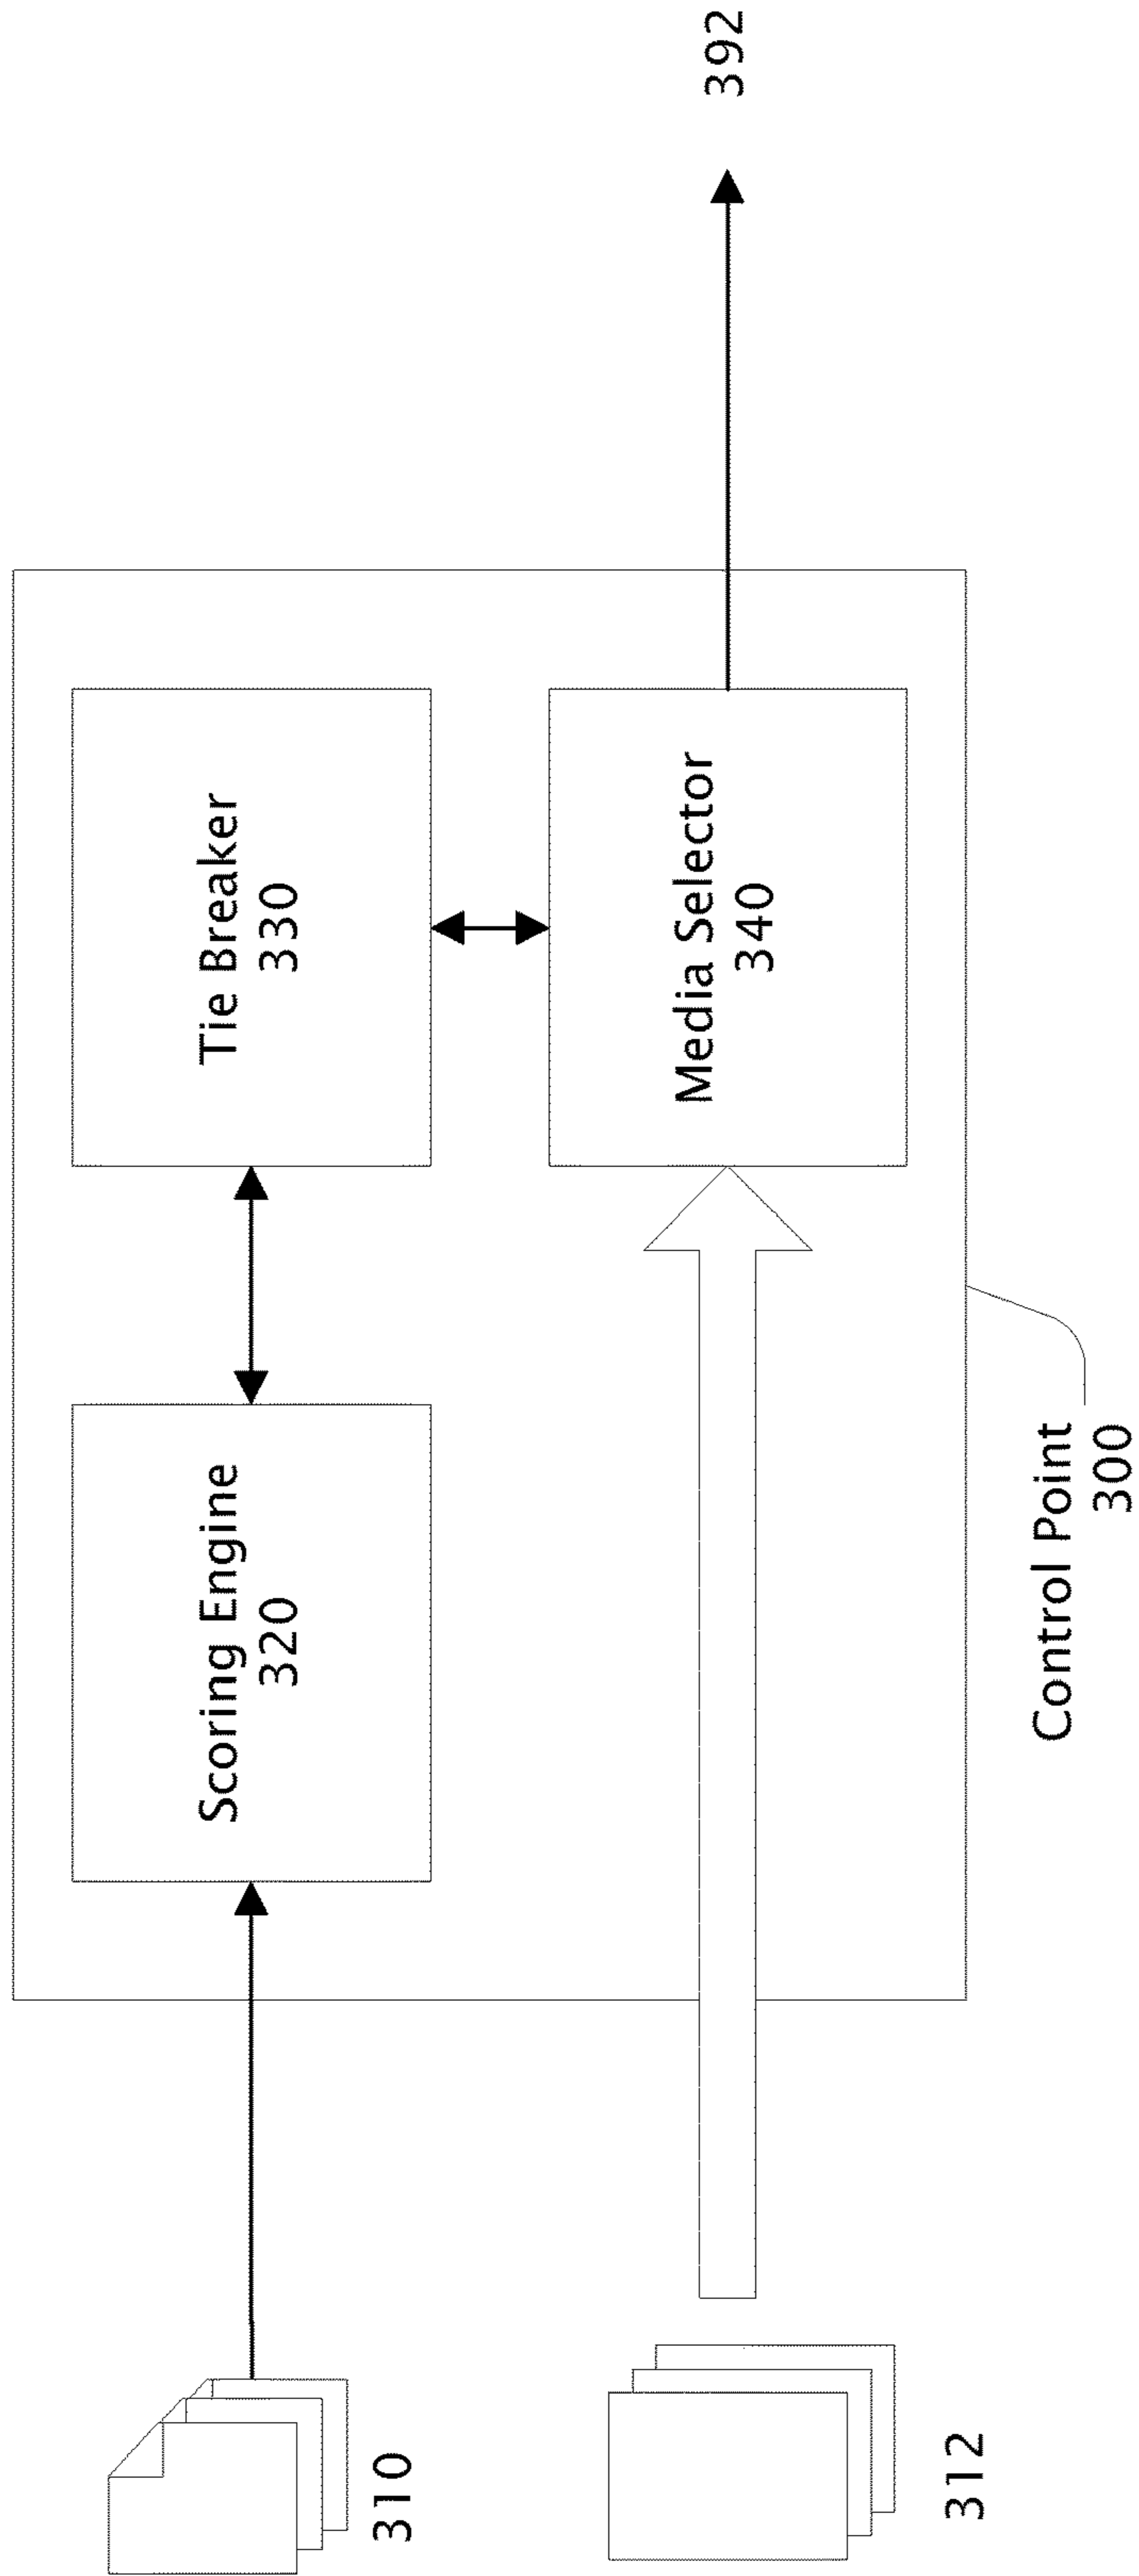 Scoring Engine
320
Tie Breaker
330
392
310
Media Selector
340
312
Control Point
300